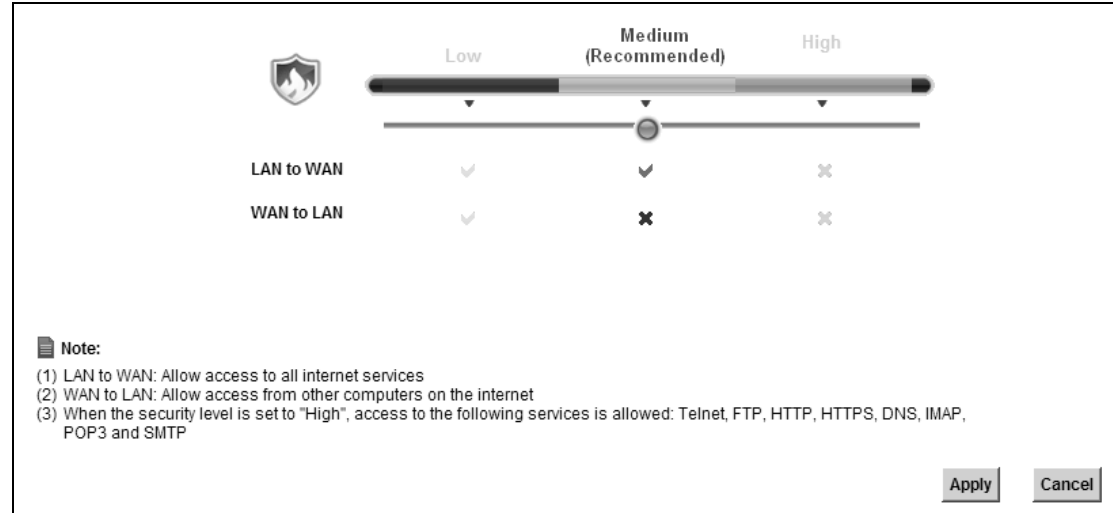 Low
Medium
(Recommended)
High
LAN to WAN
WAN to LAN
Note:
(1) LAN to WAN: Allow access to all internet services
(2) WAN to LAN: Allow access from other computers on the internet
(3) When the security level is set to "High", access to the following services is allowed: Telnet, FTP, HTTP, HTTPS, DNS, IMAP,
POP3 and SMTP
Apply
Cancel